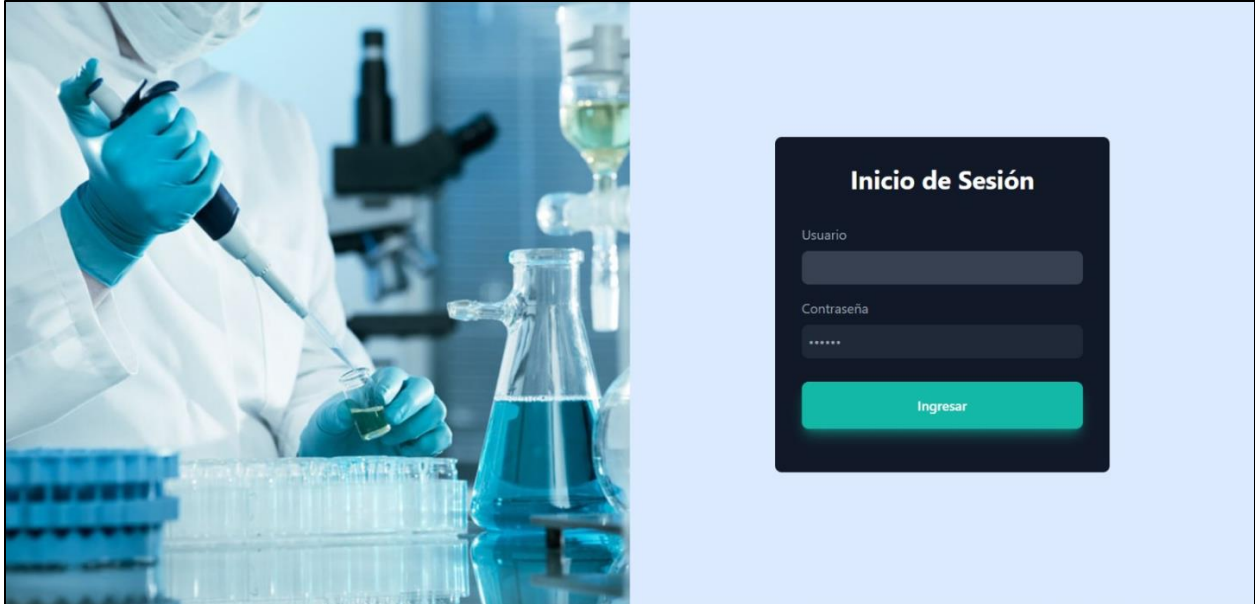 Inicio de Sesión
Usuario
Contraseña
••••••
Ingresar